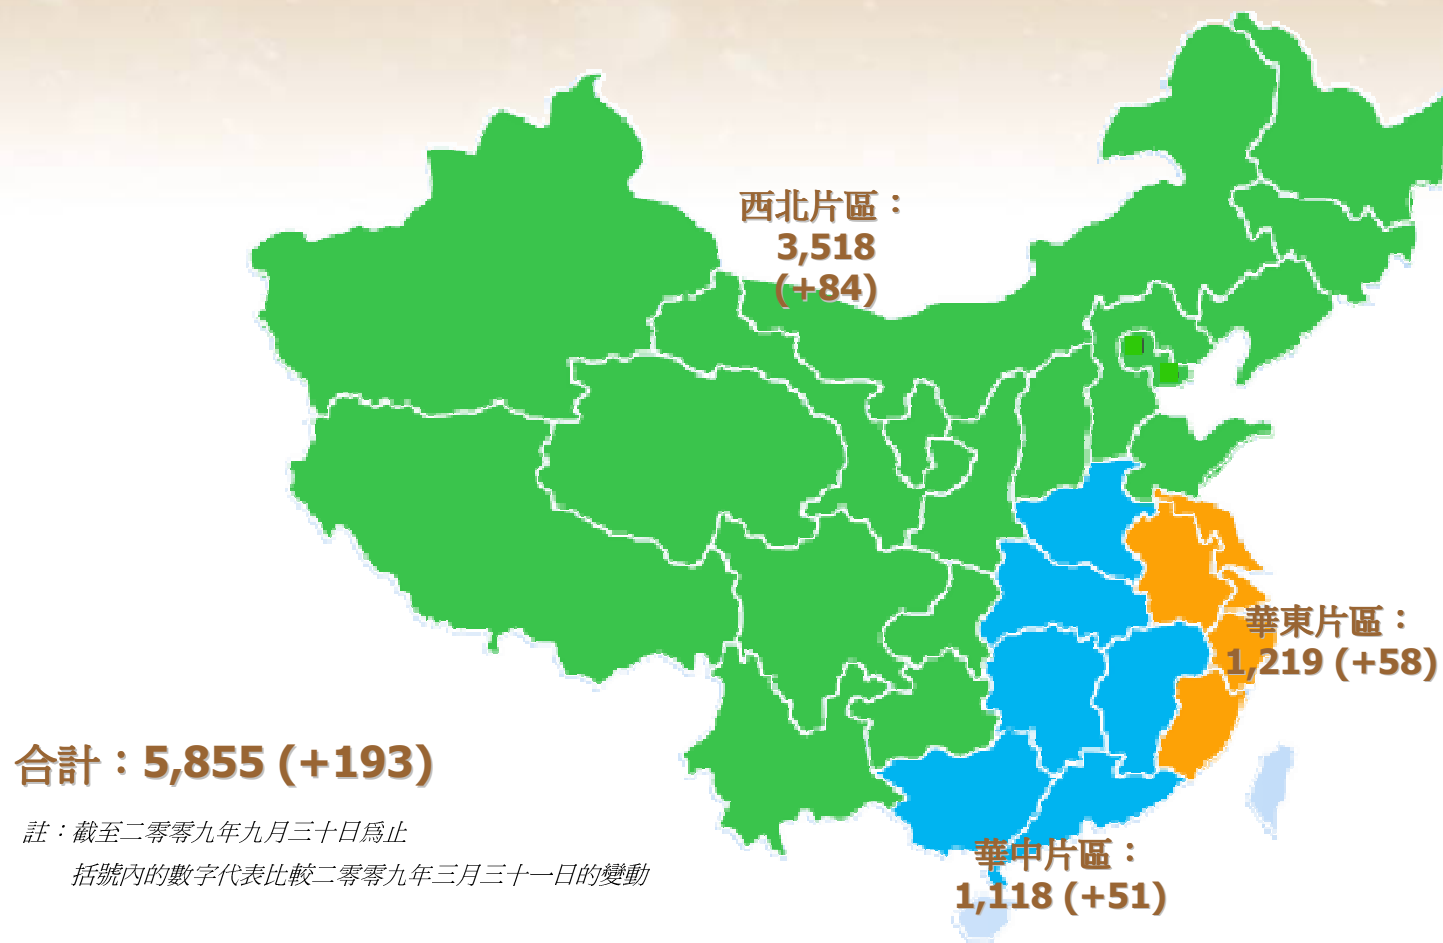 西北片區：
3,518
(+84)
華東片區：
1,219 (+58)
合計：5,855 (+193)
註：截至二零零九年九月三十日爲止
括號內的數字代表比較二零零九年三月三十一日的變動
華中片區：
1,118 (+51)